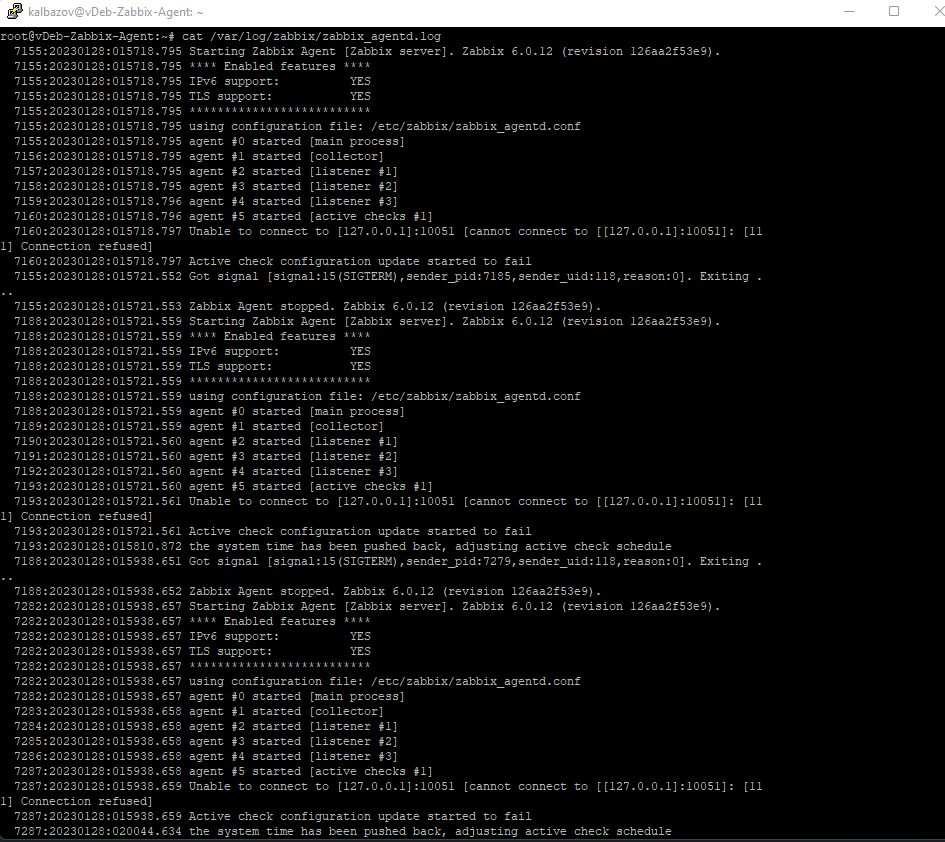 kalbazov@vDeb-Zabbix-Agent: ~
root@vDeb-Zabbix-Agent:~# cat /var/log/zabbix/zabbix_agentd.log
7155:20230128:015718.795 Starting Zabbix Agent [Zabbix server]. Zabbix 6.0.12 (revision 126aa2f53e9).
7155:20230128:015718.795 **** Enabled features ****
7155:20230128:015718.795 IPv6 support:          YES
7155:20230128:015718.795 TLS support:           YES
7155:20230128:015718.795 **************************
7155:20230128:015718.795 using configuration file: /etc/zabbix/zabbix_agentd.conf
7155:20230128:015718.795 agent #0 started [main process]
7156:20230128:015718.795 agent #1 started [collector]
7157:20230128:015718.795 agent #2 started [listener #1]
7158:20230128:015718.795 agent #3 started [listener #2]
7159:20230128:015718.796 agent #4 started [listener #3]
7160:20230128:015718.796 agent #5 started [active checks #1]
7160:20230128:015718.797 Unable to connect to [127.0.0.1]:10051 [cannot connect to [[127.0.0.1]:10051]: [11
1] Connection refused]
7160:20230128:015718.797 Active check configuration update started to fail
7155:20230128:015721.552 Got signal [signal:15(SIGTERM),sender_pid:7185,sender_uid:118,reason:0]. Exiting .
..
7155:20230128:015721.553 Zabbix Agent stopped. Zabbix 6.0.12 (revision 126aa2f53e9).
7188:20230128:015721.559 Starting Zabbix Agent [Zabbix server]. Zabbix 6.0.12 (revision 126aa2f53e9).
7188:20230128:015721.559 **** Enabled features ****
7188:20230128:015721.559 IPv6 support:          YES
7188:20230128:015721.559 TLS support:           YES
7188:20230128:015721.559 **************************
7188:20230128:015721.559 using configuration file: /etc/zabbix/zabbix_agentd.conf
7188:20230128:015721.559 agent #0 started [main process]
7189:20230128:015721.559 agent #1 started [collector]
7190:20230128:015721.560 agent #2 started [listener #1]
7191:20230128:015721.560 agent #3 started [listener #2]
7192:20230128:015721.560 agent #4 started [listener #3]
7193:20230128:015721.560 agent #5 started [active checks #1]
7193:20230128:015721.561 Unable to connect to [127.0.0.1]:10051 [cannot connect to [[127.0.0.1]:10051]: [11
1] Connection refused]
7193:20230128:015721.561 Active check configuration update started to fail
7193:20230128:015810.872 the system time has been pushed back, adjusting active check schedule
7188:20230128:015938.651 Got signal [signal:15(SIGTERM),sender_pid:7279,sender_uid:118,reason:0]. Exiting .
..
7188:20230128:015938.652 Zabbix Agent stopped. Zabbix 6.0.12 (revision 126aa2f53e9).
7282:20230128:015938.657 Starting Zabbix Agent [Zabbix server]. Zabbix 6.0.12 (revision 126aa2f53e9).
7282:20230128:015938.657 **** Enabled features ****
7282:20230128:015938.657 IPv6 support:          YES
7282:20230128:015938.657 TLS support:           YES
7282:20230128:015938.657 **************************
7282:20230128:015938.657 using configuration file: /etc/zabbix/zabbix_agentd.conf
7282:20230128:015938.657 agent #0 started [main process]
7283:20230128:015938.658 agent #1 started [collector]
7284:20230128:015938.658 agent #2 started [listener #1]
7285:20230128:015938.658 agent #3 started [listener #2]
7286:20230128:015938.658 agent #4 started [listener #3]
7287:20230128:015938.658 agent #5 started [active checks #1]
7287:20230128:015938.659 Unable to connect to [127.0.0.1]:10051 [cannot connect to [[127.0.0.1]:10051]: [11
1] Connection refused]
7287:20230128:015938.659 Active check configuration update started to fail
7287:20230128:020044.634 the system time has been pushed back, adjusting active check schedule